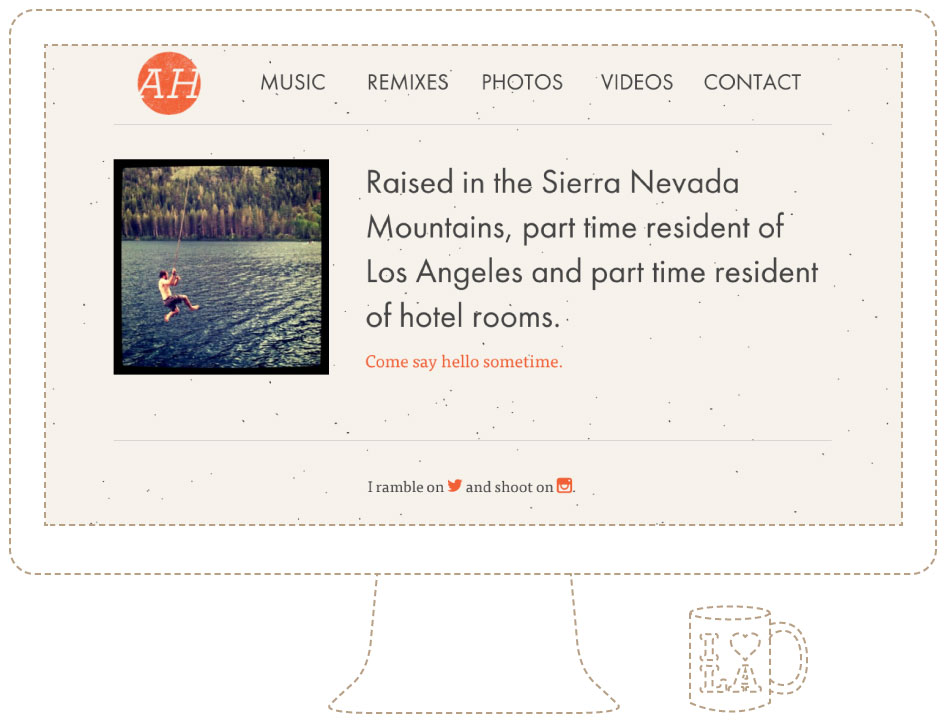 AH
MUSIC REMIXES PHOTOS VIDEOS CONTACT
Raised in the Sierra Nevada
Mountains, part time resident of
Los Angeles and part time resident
of hotel rooms.
Come say hello sometime.
I ramble on and shoot on .
I
LA